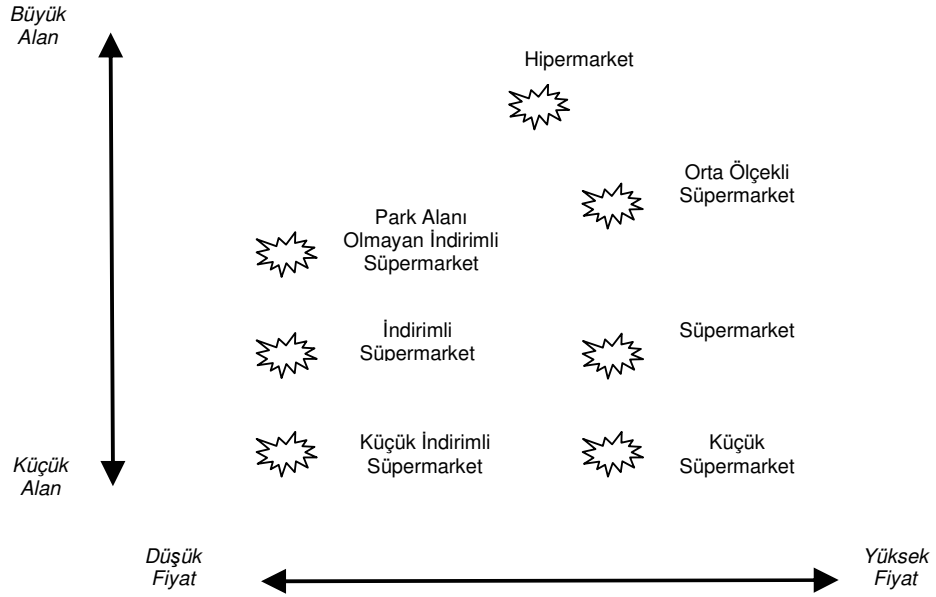 Büyük
Alan
Hipermarket
Orta Ölçekli
Süpermarket
Park Alanı
Olmayan İndirimli
Süpermarket
İndirimli
Süpermarket
Süpermarket
Küçük İndirimli
Süpermarket
Küçük
Süpermarket
Küçük
Alan
Düşük
Fiyat
Yüksek
Fiyat